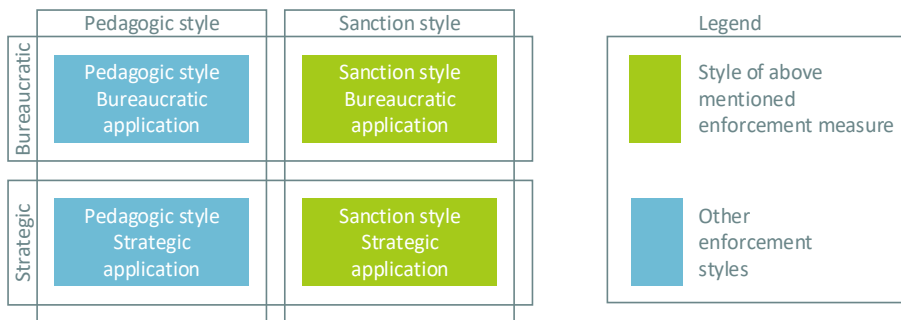 Pedagogic style
Sanction style
Legend
Bureaucratic
Pedagogic style
Bureaucratic
application
Sanction style
Bureaucratic
application
Style of above
mentioned
enforcement measure
Strategic
Pedagogic style
Strategic
application
Sanction style
Strategic
application
Other
enforcement
styles